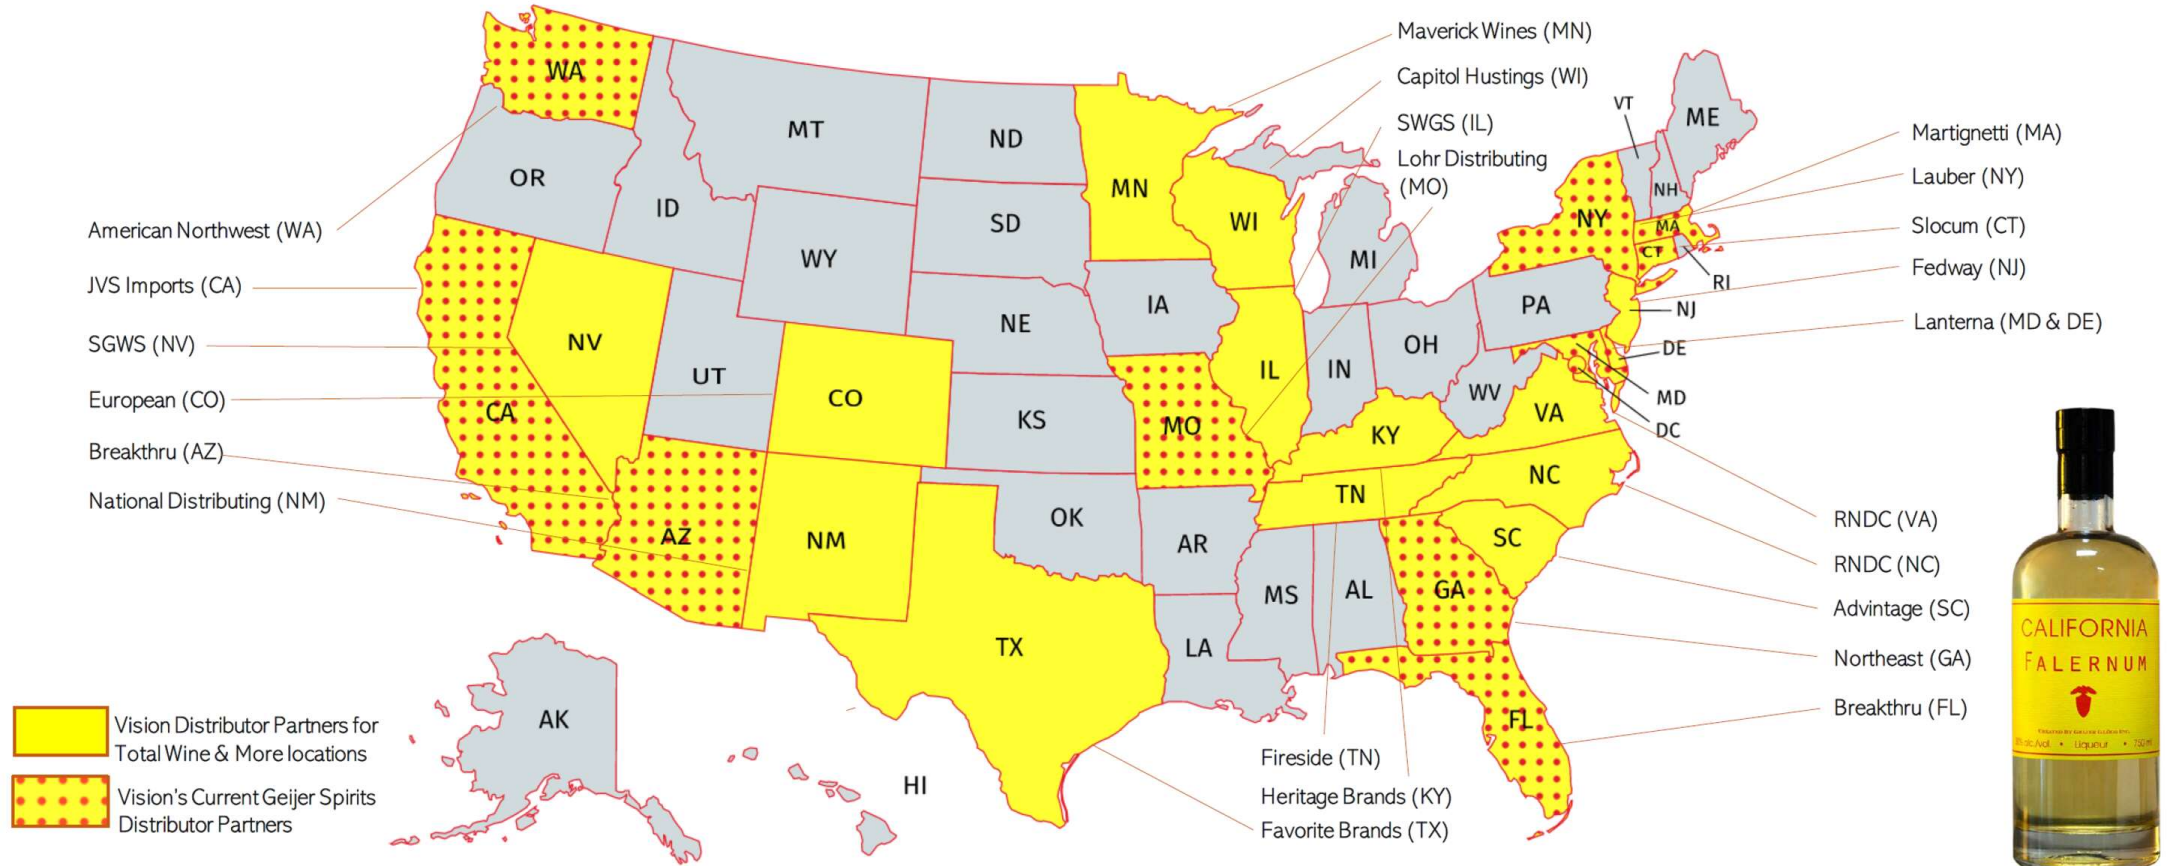 Maverick Wines (MN)
Capitol Hustings (WI)
SWGS (IL)
Lohr Distributing
(MO)
Martignetti (MA)
Lauber (NY)
Slocum (CT)
Fedway (NJ)
Lanterna (MD & DE)
American Northwest (WA)
JVS Imports (CA)
SGWS (NV)
European (CO)
Breakthru (AZ)
National Distributing (NM)
WA
OR
ID
MT
WY
ND
SD
NE
MN
WI
IA
MI
NV
UT
CO
KS
CA
AZ
NM
TX
OK
MO
IL
IN
OH
KY
TN
AR
LA
MS
AL
GA
FL
SC
NC
VA
WV
PA
NY
VT
NH
ME
MA
CT
RI
NJ
DE
MD
DC
AK
HI
RNDC (VA)
RNDC (NC)
Advintage (SC)
Northeast (GA)
Breakthru (FL)
Fireside (TN)
Heritage Brands (KY)
Favorite Brands (TX)
Vision Distributor Partners for
Total Wine & More locations
Vision's Current Geijer Spirits
Distributor Partners
CALIFORNIA
FALERNUM
alc./vol. • Liqueur •